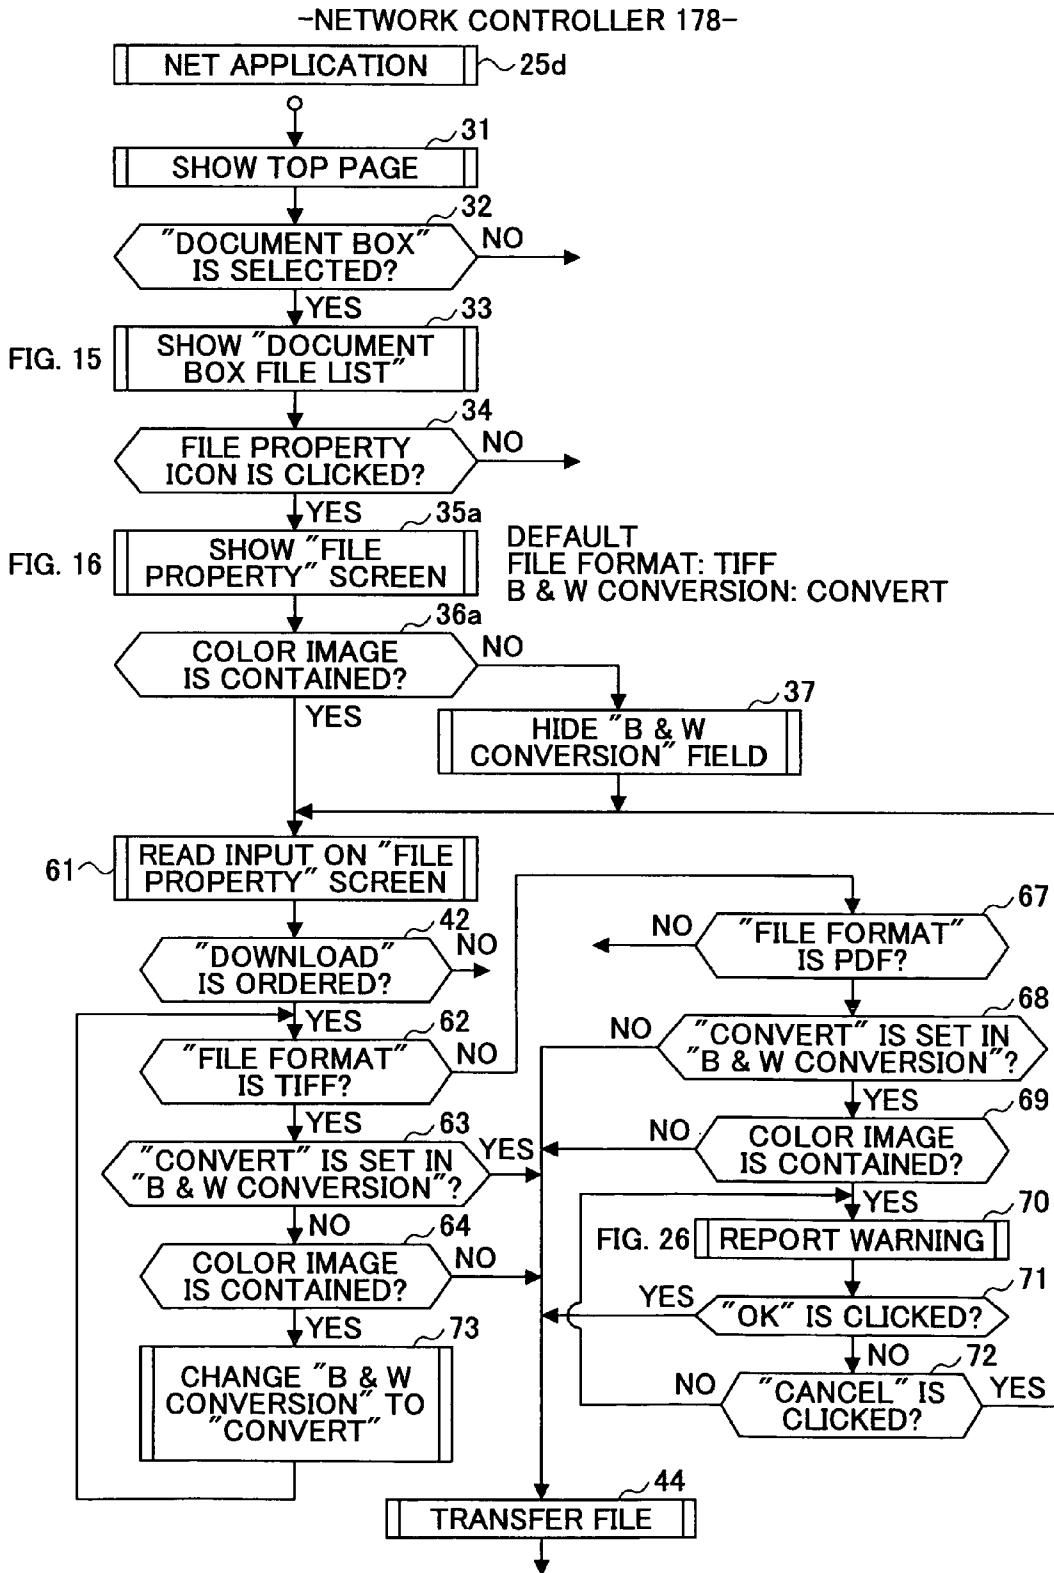 -NETWORK CONTROLLER 178-
NET APPLICATION
25d
31
SHOW TOP PAGE
32
"DOCUMENT BOX"
IS SELECTED?
NO
YES
33
FIG. 15
SHOW "DOCUMENT
BOX FILE LIST"
34
FILE PROPERTY
ICON IS CLICKED?
NO
YES
35a
FIG. 16
SHOW "FILE
PROPERTY" SCREEN
DEFAULT
FILE FORMAT: TIFF
B & W CONVERSION: CONVERT
36a
COLOR IMAGE
IS CONTAINED?
NO
YES
37
HIDE "B & W
CONVERSION" FIELD
61
READ INPUT ON "FILE
PROPERTY" SCREEN
42
"DOWNLOAD"
IS ORDERED?
NO
YES
62
"FILE FORMAT"
IS TIFF?
NO
YES
63
"CONVERT" IS SET IN
"B & W CONVERSION"?
YES
NO
64
COLOR IMAGE
IS CONTAINED?
NO
YES
73
CHANGE "B & W
CONVERSION" TO
"CONVERT"
67
"FILE FORMAT"
IS PDF?
NO
68
"CONVERT" IS SET IN
"B & W CONVERSION"?
NO
YES
69
COLOR IMAGE
IS CONTAINED?
NO
YES
70
FIG. 26
REPORT WARNING
71
"OK" IS CLICKED?
YES
NO
72
"CANCEL" IS
CLICKED?
NO
YES
44
TRANSFER FILE